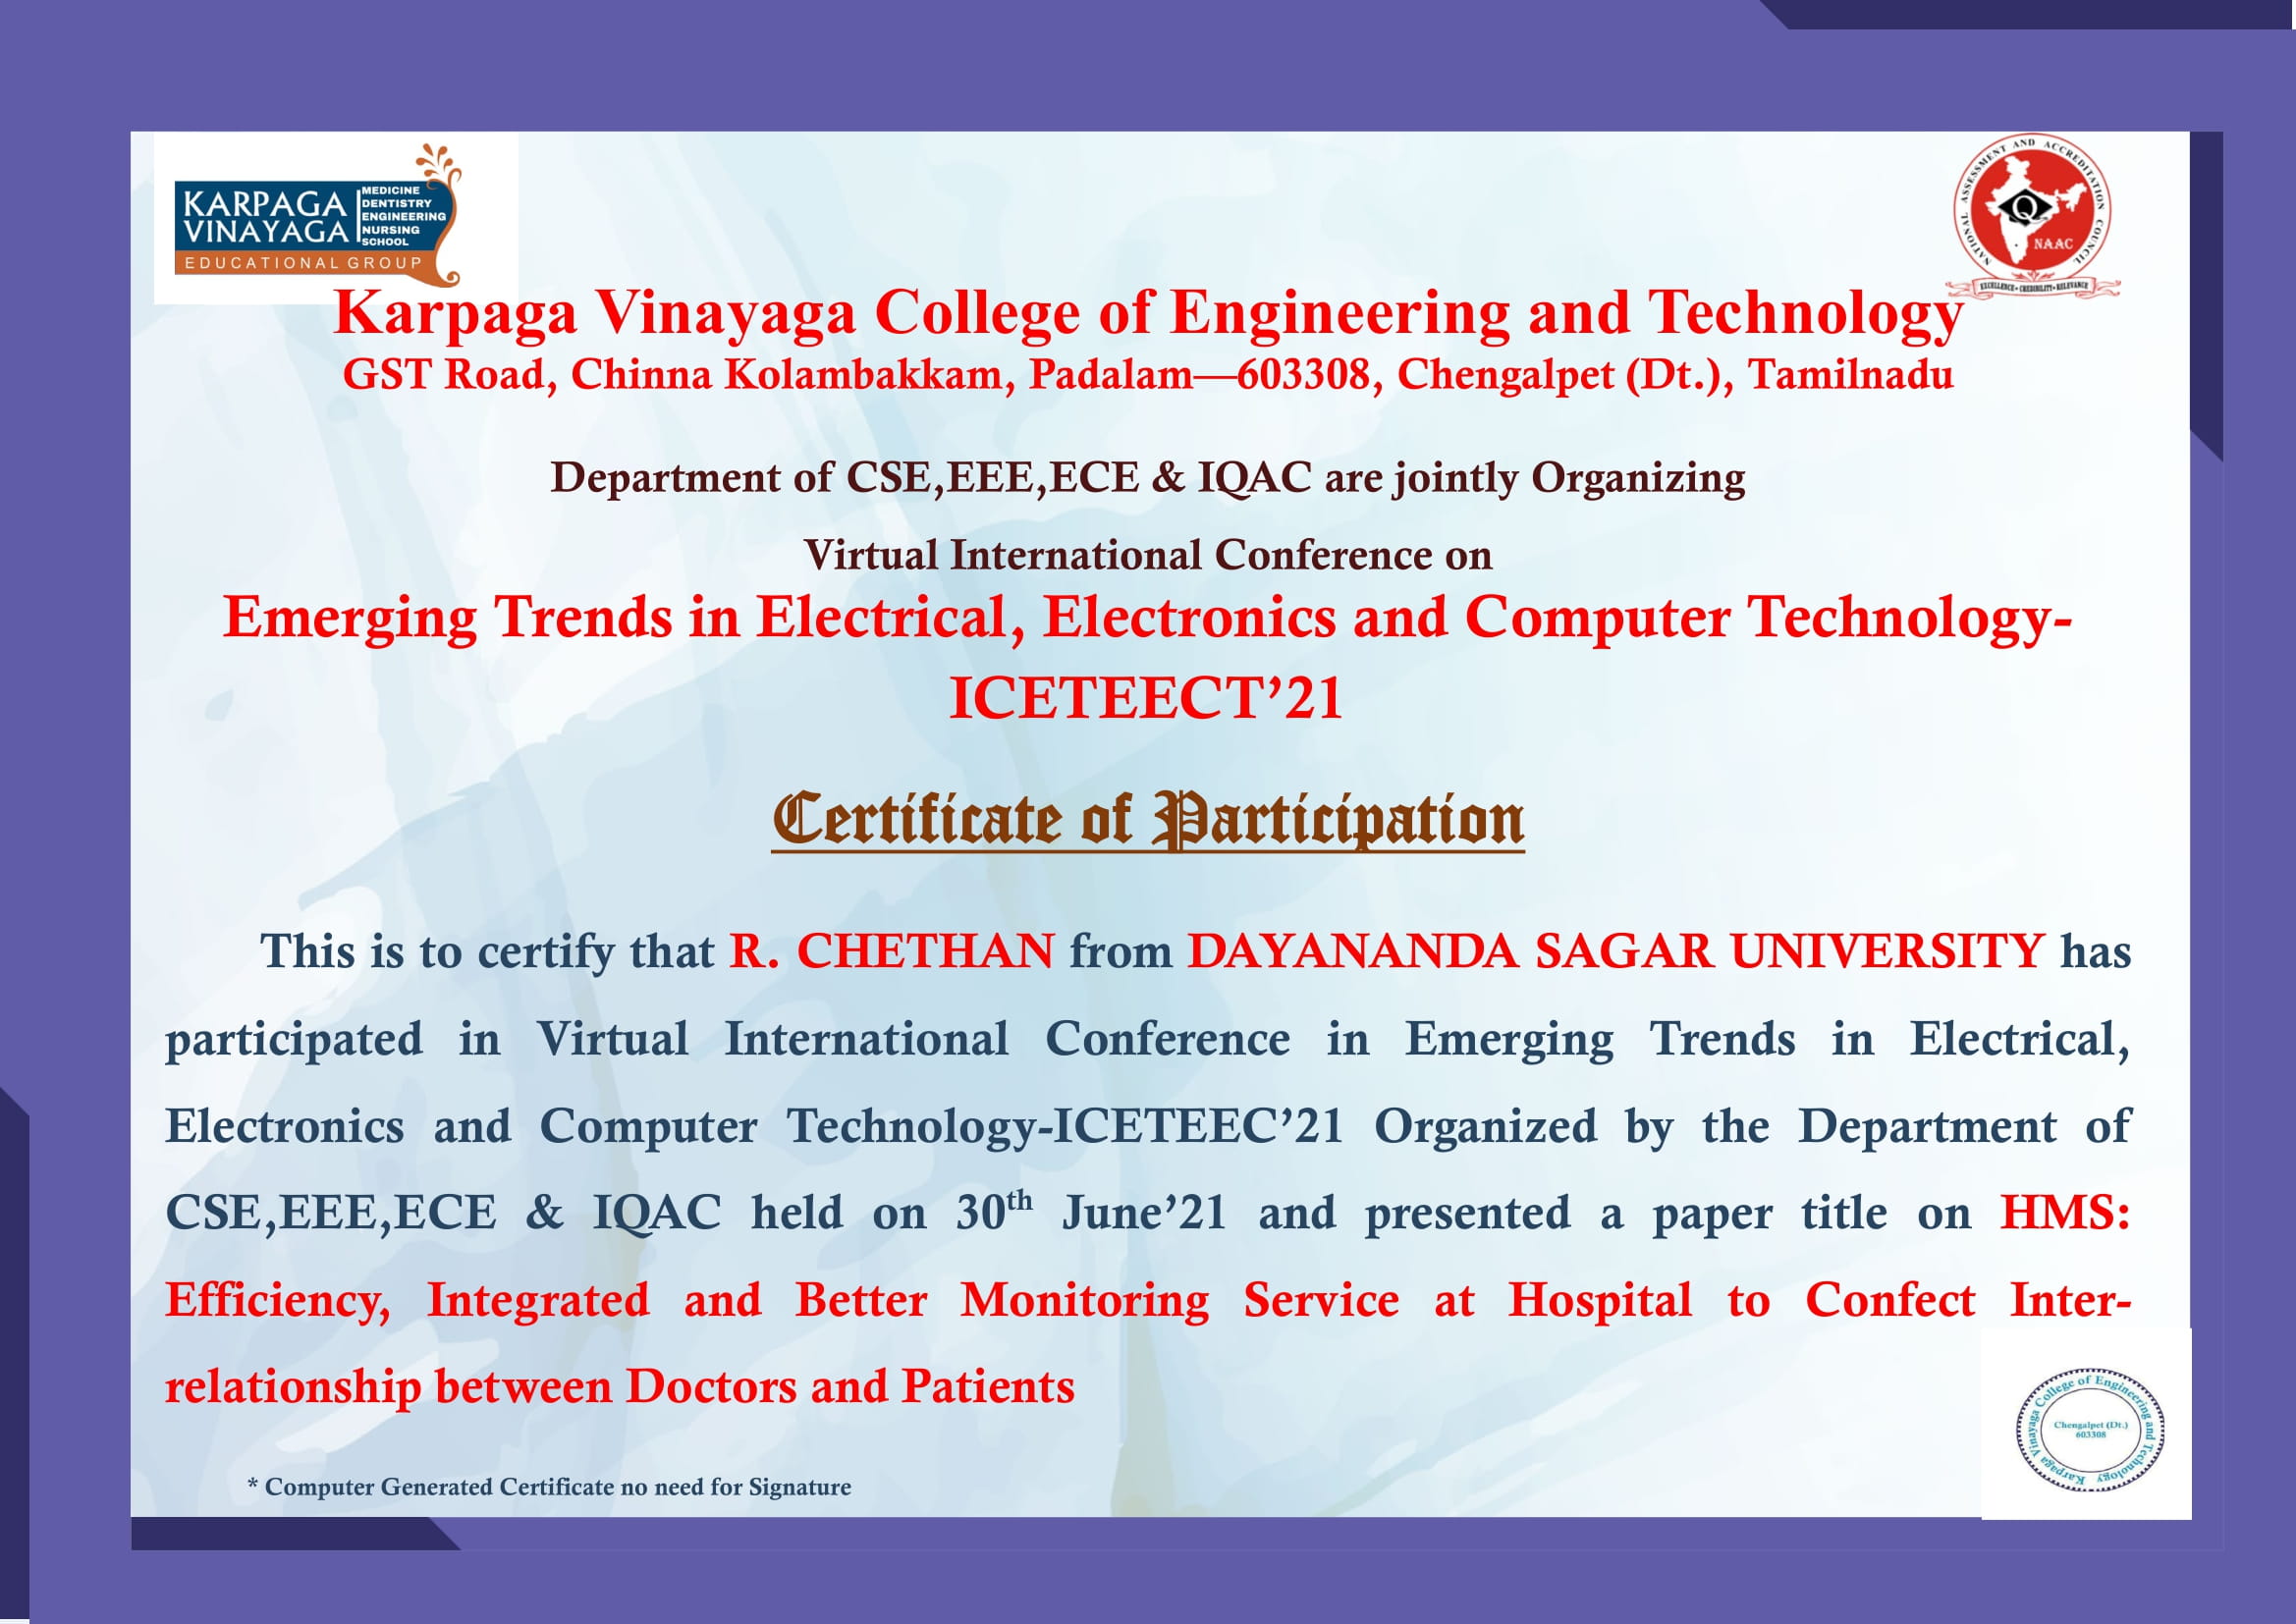 KARPAGA
VINAYAGA
MEDICINE
DENTISTRY
ENGINEERING
NURSING
SCHOOL
EDUCATIONAL GROUP
NATIONAL ASSESSMENT AND ACCREDITATION COUNCIL
Q
NAAC
EXCELLENCE • CREDIBILITY • RELEVANCE
Karpaga Vinayaga College of Engineering and Technology
GST Road, Chinna Kolambakkam, Padalam—603308, Chengalpet (Dt.), Tamilnadu
Department of CSE,EEE,ECE & IQAC are jointly Organizing
Virtual International Conference on
Emerging Trends in Electrical, Electronics and Computer Technology-
ICETEECT’21
Certificate of Participation
This is to certify that R. CHETHAN from DAYANANDA SAGAR UNIVERSITY has
participated in Virtual International Conference in Emerging Trends in Electrical,
Electronics and Computer Technology-ICETEEC’21 Organized by the Department of
CSE,EEE,ECE & IQAC held on 30th June’21 and presented a paper title on HMS:
Efficiency, Integrated and Better Monitoring Service at Hospital to Confect Inter-
relationship between Doctors and Patients
Karpaga Vinayaga College of Engineering and Technology
Chengalpet (Dt.)
603308
* Computer Generated Certificate no need for Signature